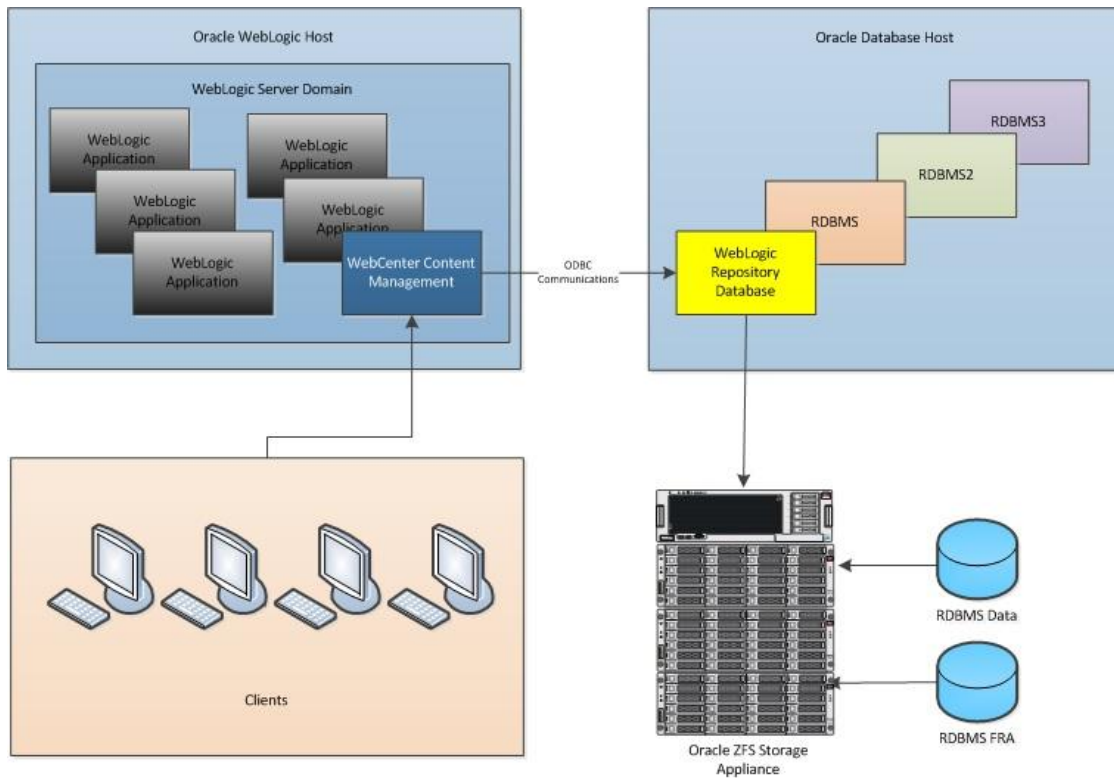 Oracle WebLogic Host
WebLogic Server Domain
WebLogic
Application
WebLogic
Application
WebLogic
Application
WebLogic
Application
WebLogic
Application
WebCenter Content
Management
ODBC
Communications
Oracle Database Host
RDBMS3
RDBMS2
RDBMS
WebLogic
Repository
Database
Clients
RDBMS Data
RDBMS FRA
Oracle ZFS Storage
Appliance